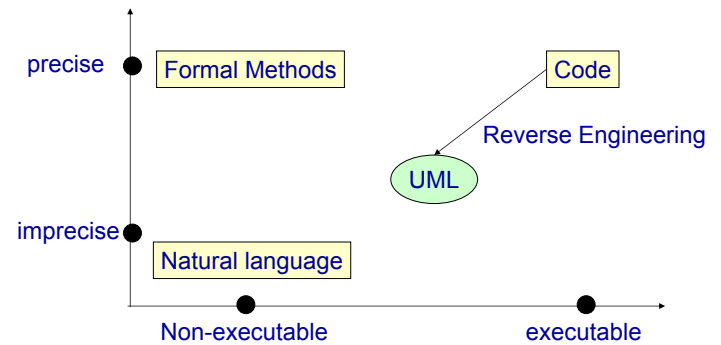 precise
Formal Methods
Code
Reverse Engineering
UML
imprecise
Natural language
Non-executable
executable